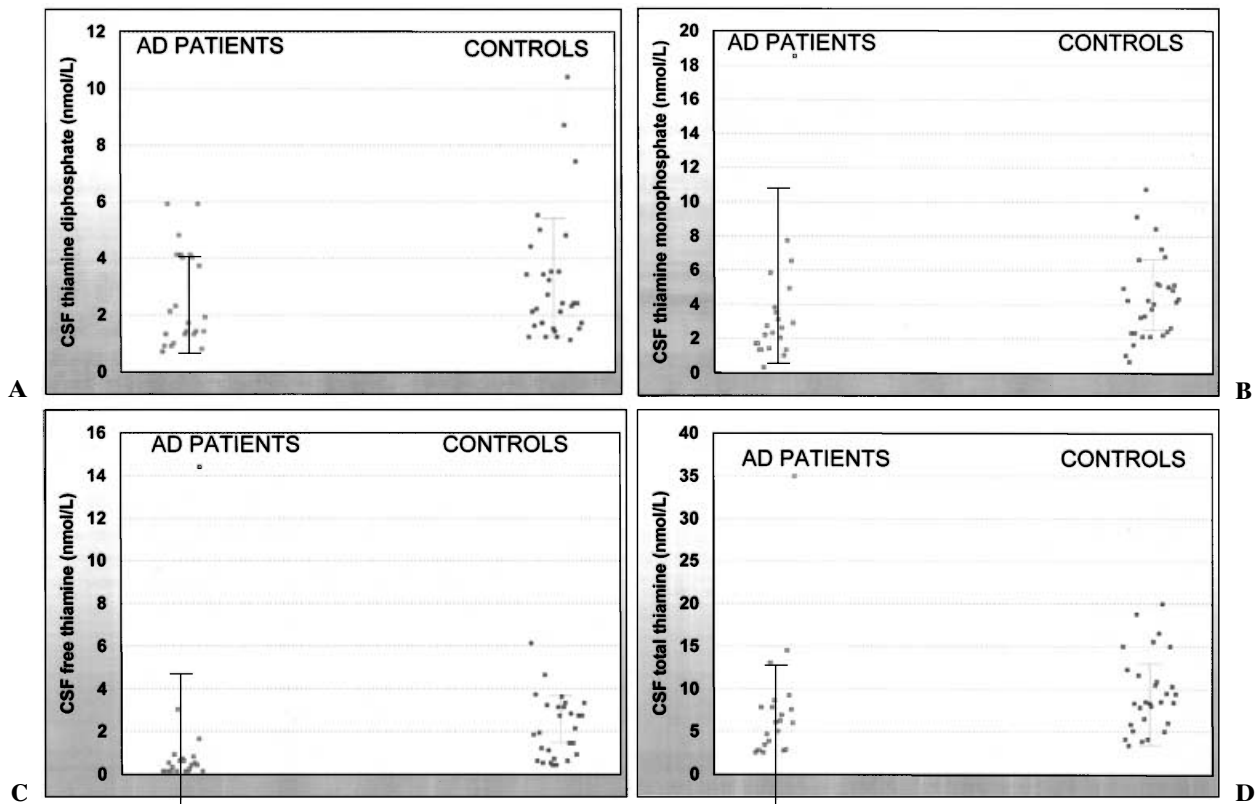 12
10
8
6
4
2
0
CSF thiamine diphosphate (nmol/L)
AD PATIENTS
CONTROLS
A
20
18
16
14
12
10
8
6
4
2
0
CSF thiamine monophosphate (nmol/L)
AD PATIENTS
CONTROLS
B
16
14
12
10
8
6
4
2
0
CSF free thiamine (nmol/L)
AD PATIENTS
CONTROLS
C
40
35
30
25
20
15
10
5
0
CSF total thiamine (nmol/L)
AD PATIENTS
CONTROLS
D